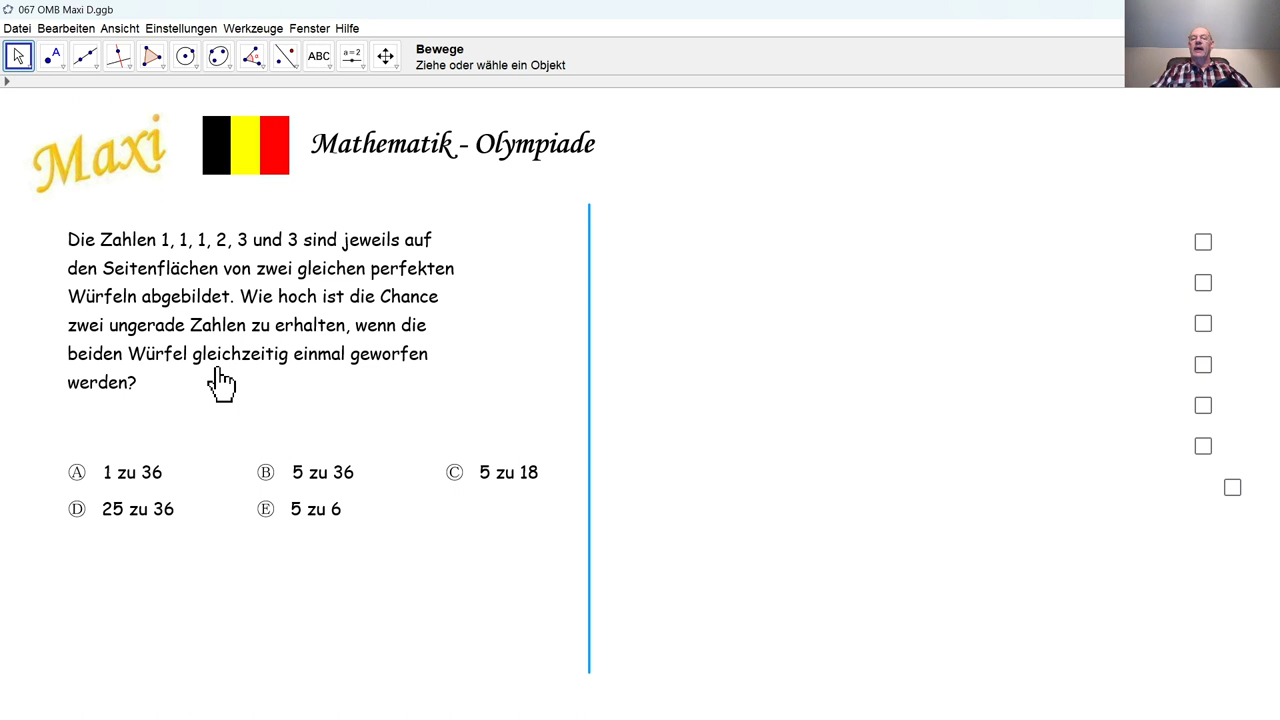 067 OMB Maxi D.ggb
Datei Bearbeiten Ansicht Einstellungen Werkzeuge Fenster Hilfe
A
ABC
a=2
Bewege
Ziehe oder wähle ein Objekt
Maxi
Mathematik - Olympiade
Die Zahlen 1, 1, 1, 2, 3 und 3 sind jeweils auf
den Seitenflächen von zwei gleichen perfekten
Würfeln abgebildet. Wie hoch ist die Chance
zwei ungerade Zahlen zu erhalten, wenn die
beiden Würfel gleichzeitig einmal geworfen
werden?
Ⓐ 1 zu 36 Ⓑ 5 zu 36 Ⓒ 5 zu 18
Ⓓ 25 zu 36 Ⓔ 5 zu 6